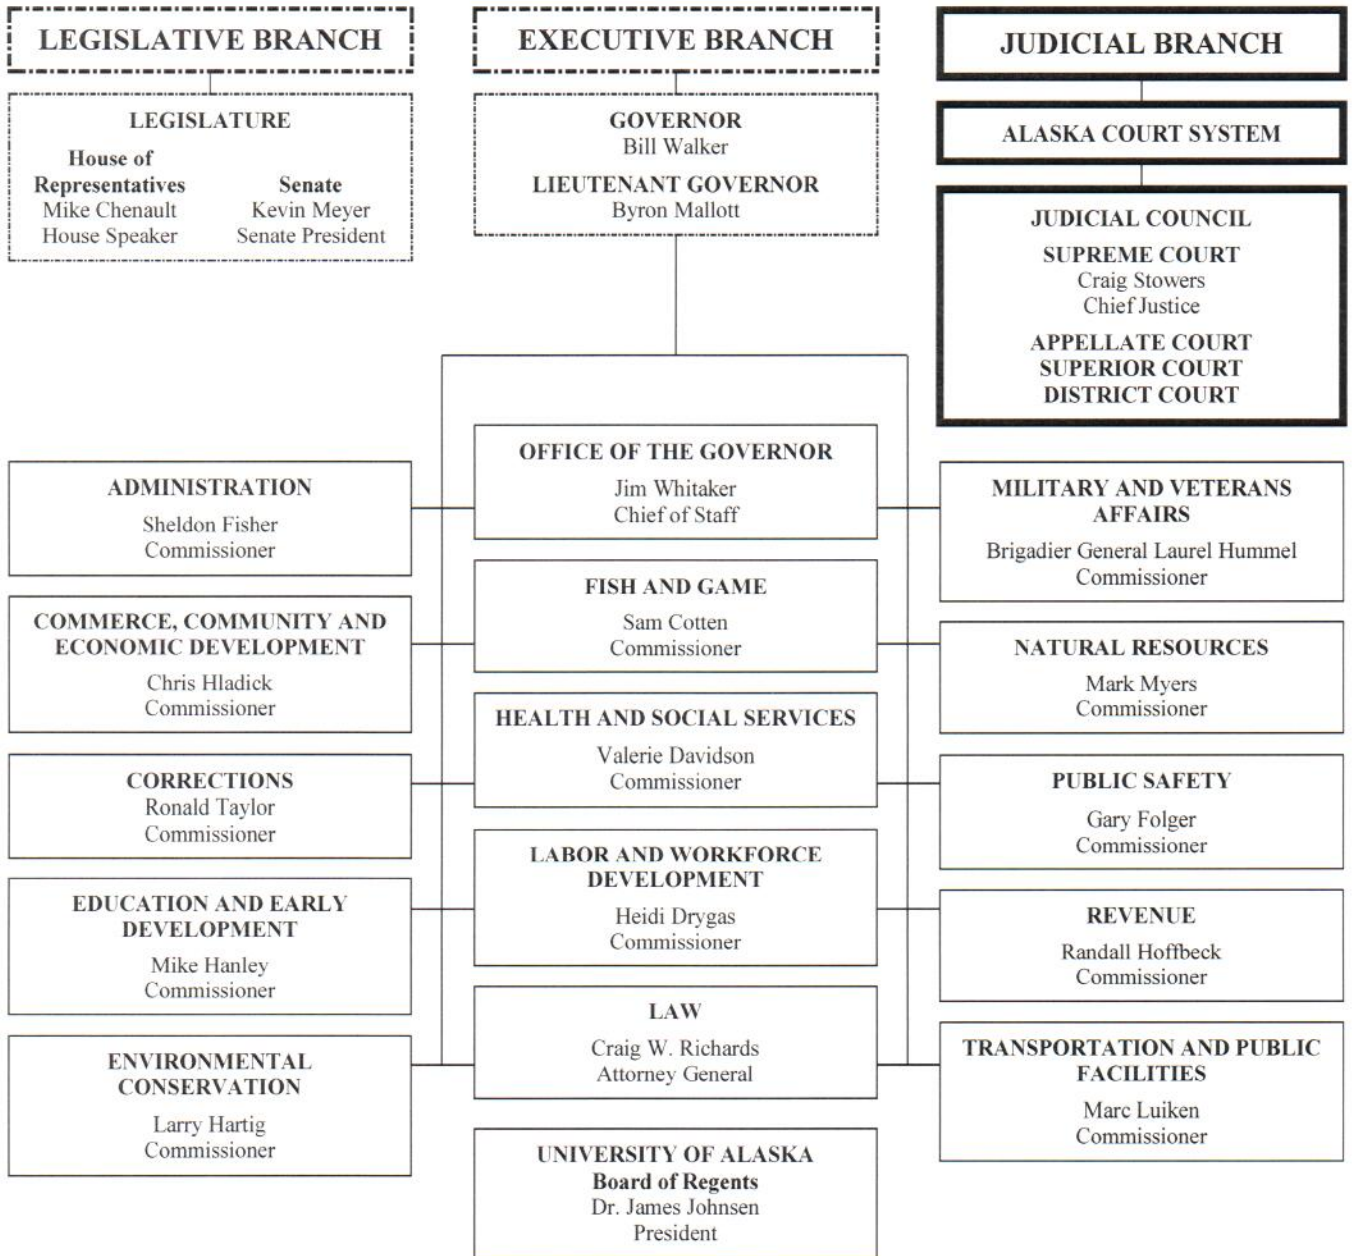 LEGISLATIVE BRANCH
LEGISLATURE
House of
Representatives
Mike Chenault
House Speaker
Senate
Kevin Meyer
Senate President
EXECUTIVE BRANCH
GOVERNOR
Bill Walker
LIEUTENANT GOVERNOR
Byron Mallott
JUDICIAL BRANCH
ALASKA COURT SYSTEM
JUDICIAL COUNCIL
SUPREME COURT
Craig Stowers
Chief Justice
APPELLATE COURT
SUPERIOR COURT
DISTRICT COURT
ADMINISTRATION
Sheldon Fisher
Commissioner
COMMERCE, COMMUNITY AND
ECONOMIC DEVELOPMENT
Chris Hladick
Commissioner
CORRECTIONS
Ronald Taylor
Commissioner
EDUCATION AND EARLY
DEVELOPMENT
Mike Hanley
Commissioner
ENVIRONMENTAL
CONSERVATION
Larry Hartig
Commissioner
OFFICE OF THE GOVERNOR
Jim Whitaker
Chief of Staff
FISH AND GAME
Sam Cotten
Commissioner
HEALTH AND SOCIAL SERVICES
Valerie Davidson
Commissioner
LABOR AND WORKFORCE
DEVELOPMENT
Heidi Drygas
Commissioner
LAW
Craig W. Richards
Attorney General
UNIVERSITY OF ALASKA
Board of Regents
Dr. James Johnsen
President
MILITARY AND VETERANS
AFFAIRS
Brigadier General Laurel Hummel
Commissioner
NATURAL RESOURCES
Mark Myers
Commissioner
PUBLIC SAFETY
Gary Folger
Commissioner
REVENUE
Randall Hoffbeck
Commissioner
TRANSPORTATION AND PUBLIC
FACILITIES
Marc Luiken
Commissioner